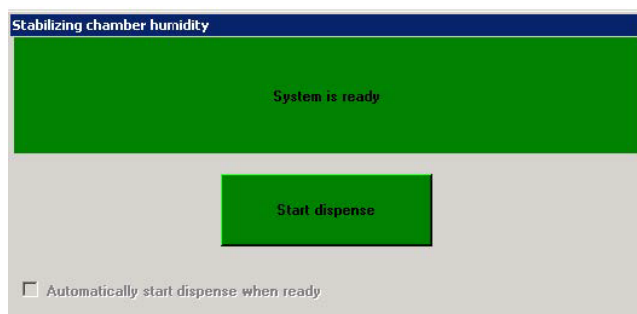 Stabilizing chamber humidity
System is ready
Start dispense
Automatically start dispense when ready